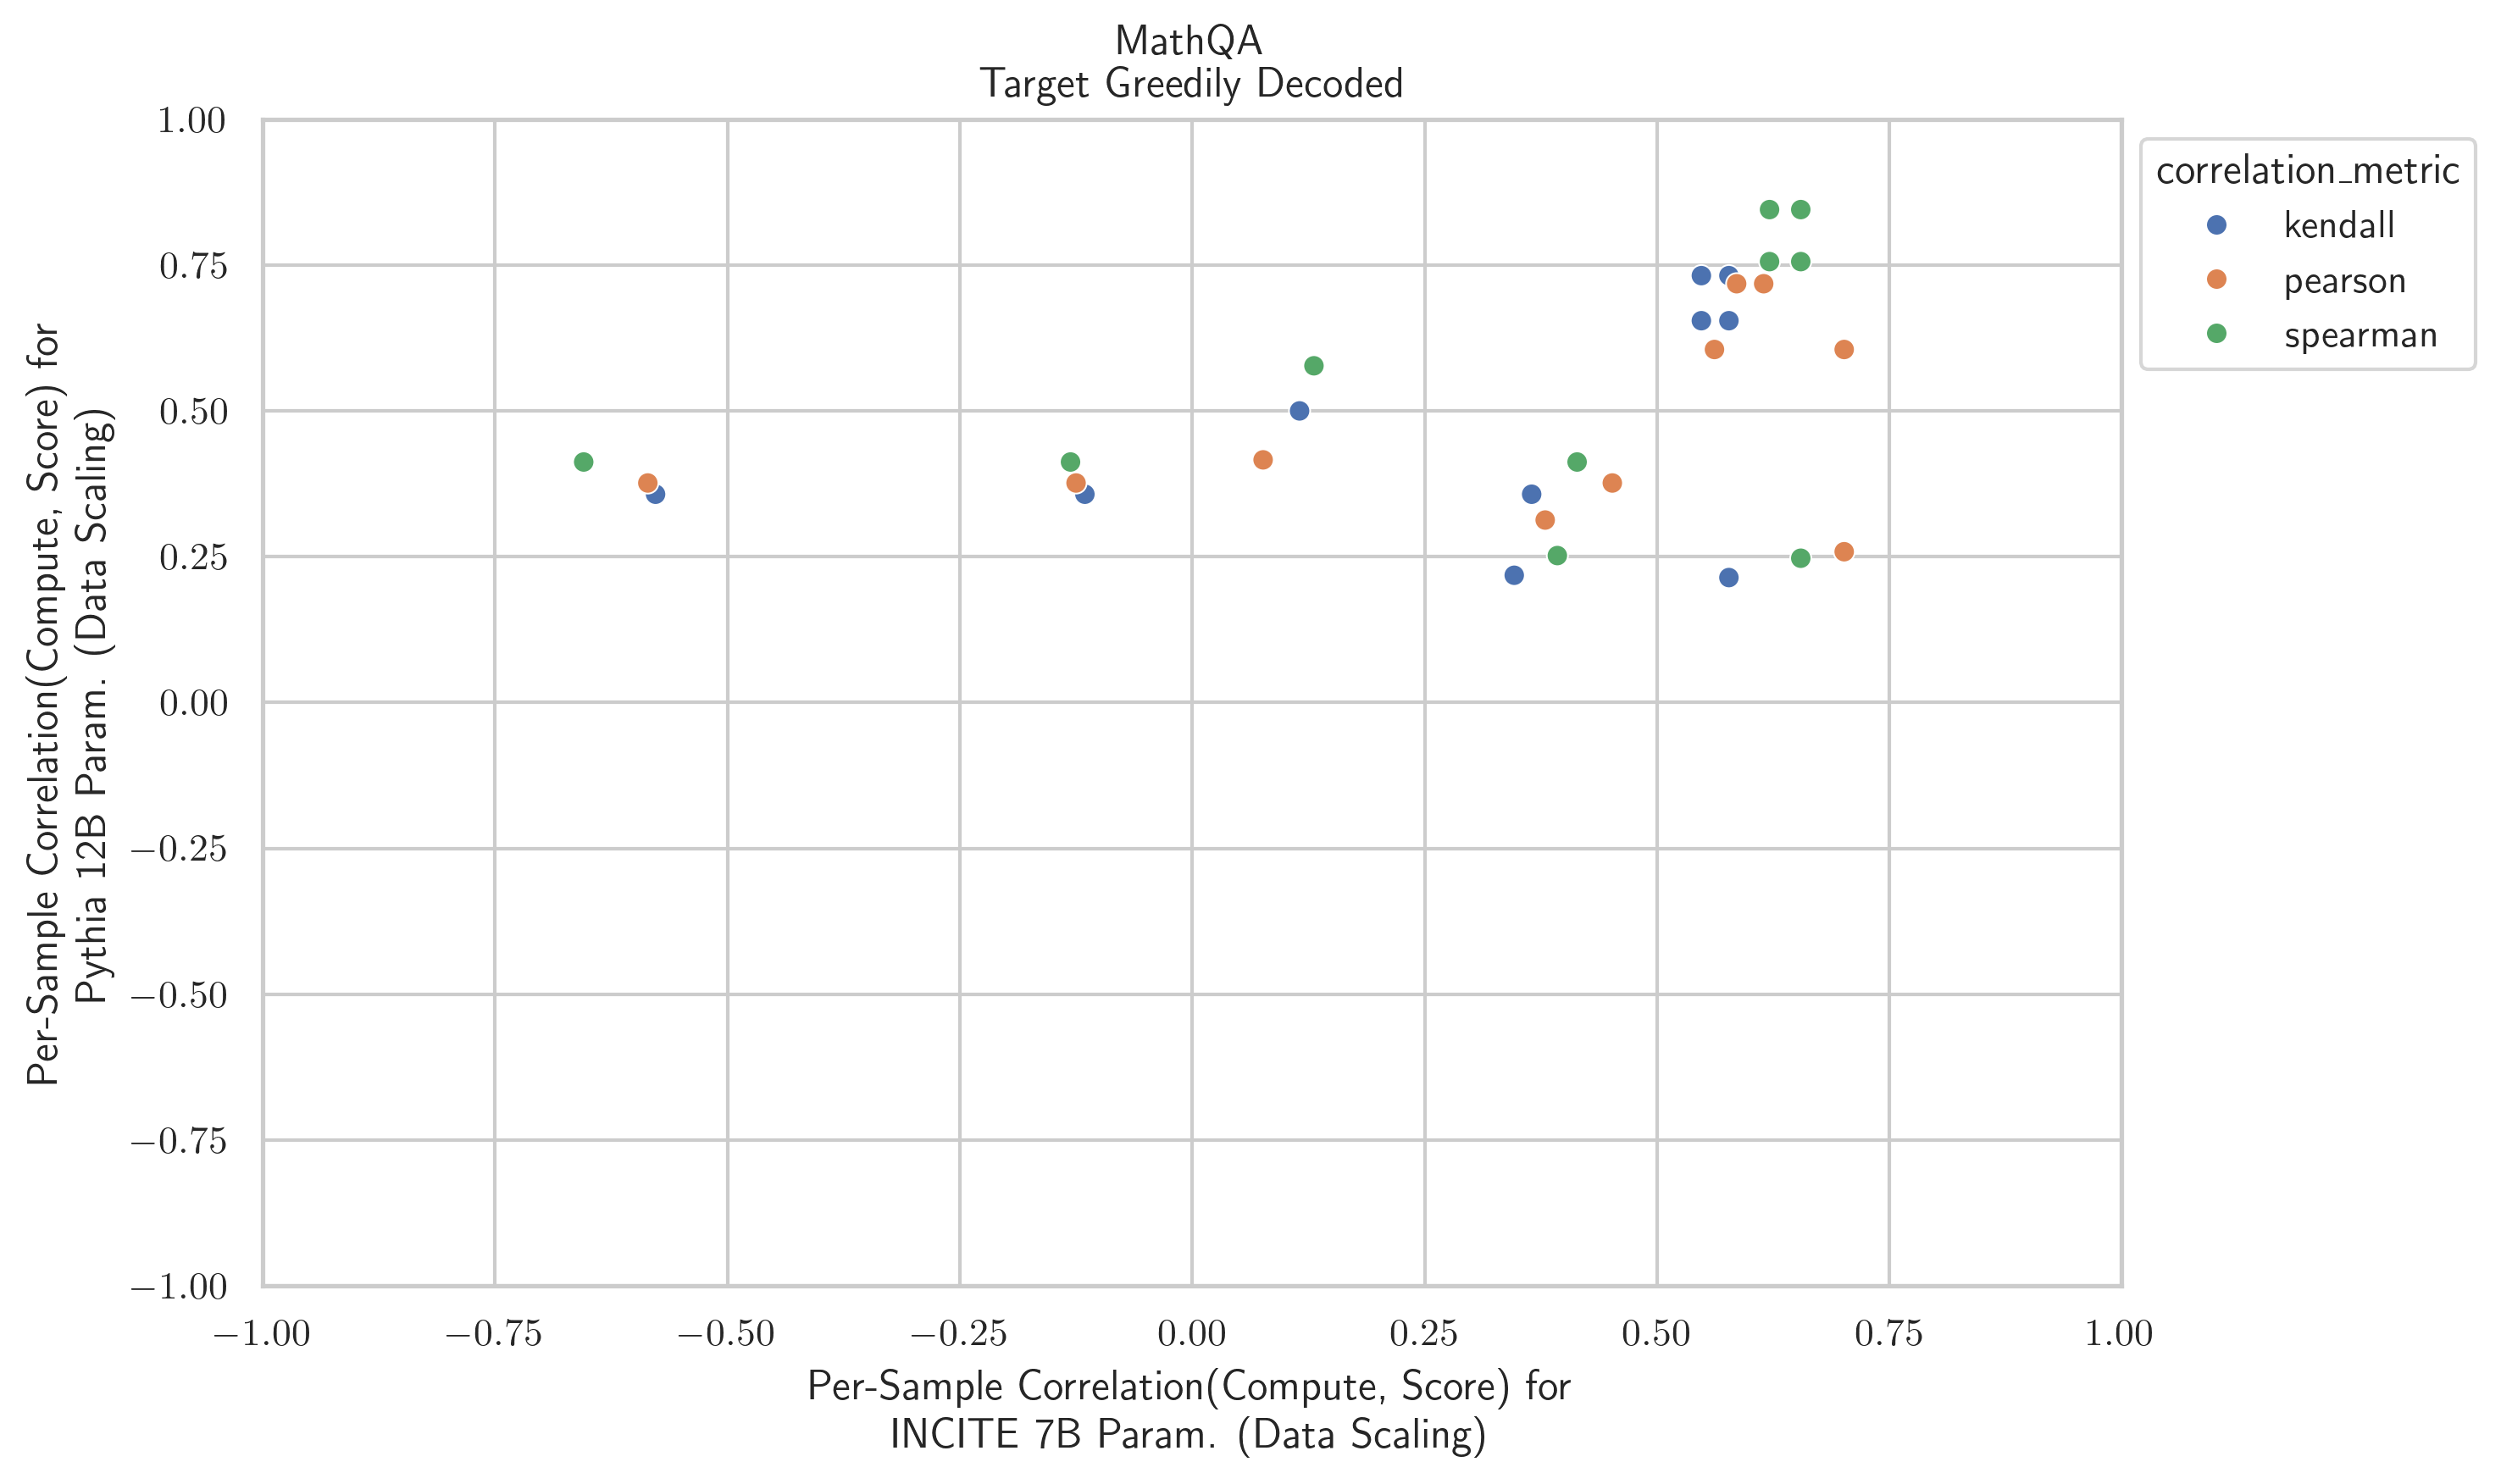 MathQA
Target Greedily Decoded
Per-Sample Correlation(Compute, Score) for
Pythia 12B Param. (Data Scaling)
1.00
0.75
0.50
0.25
0.00
−0.25
−0.50
−0.75
−1.00
−1.00 −0.75 −0.50 −0.25 0.00 0.25 0.50 0.75 1.00
Per-Sample Correlation(Compute, Score) for
INCITE 7B Param. (Data Scaling)
correlation_metric
kendall
pearson
spearman